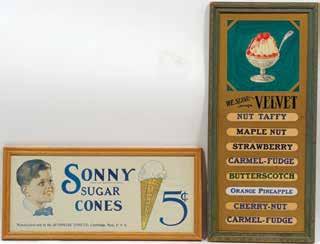 SONNY
SUGAR
CONES
5¢
WE SERVE
VELVET
NUT TAFFY
MAPLE NUT
STRAWBERRY
CARMEL-FUDGE
BUTTERSCOTCH
ORANGE PINEAPPLE
CHERRY-NUT
CARMEL-FUDGE